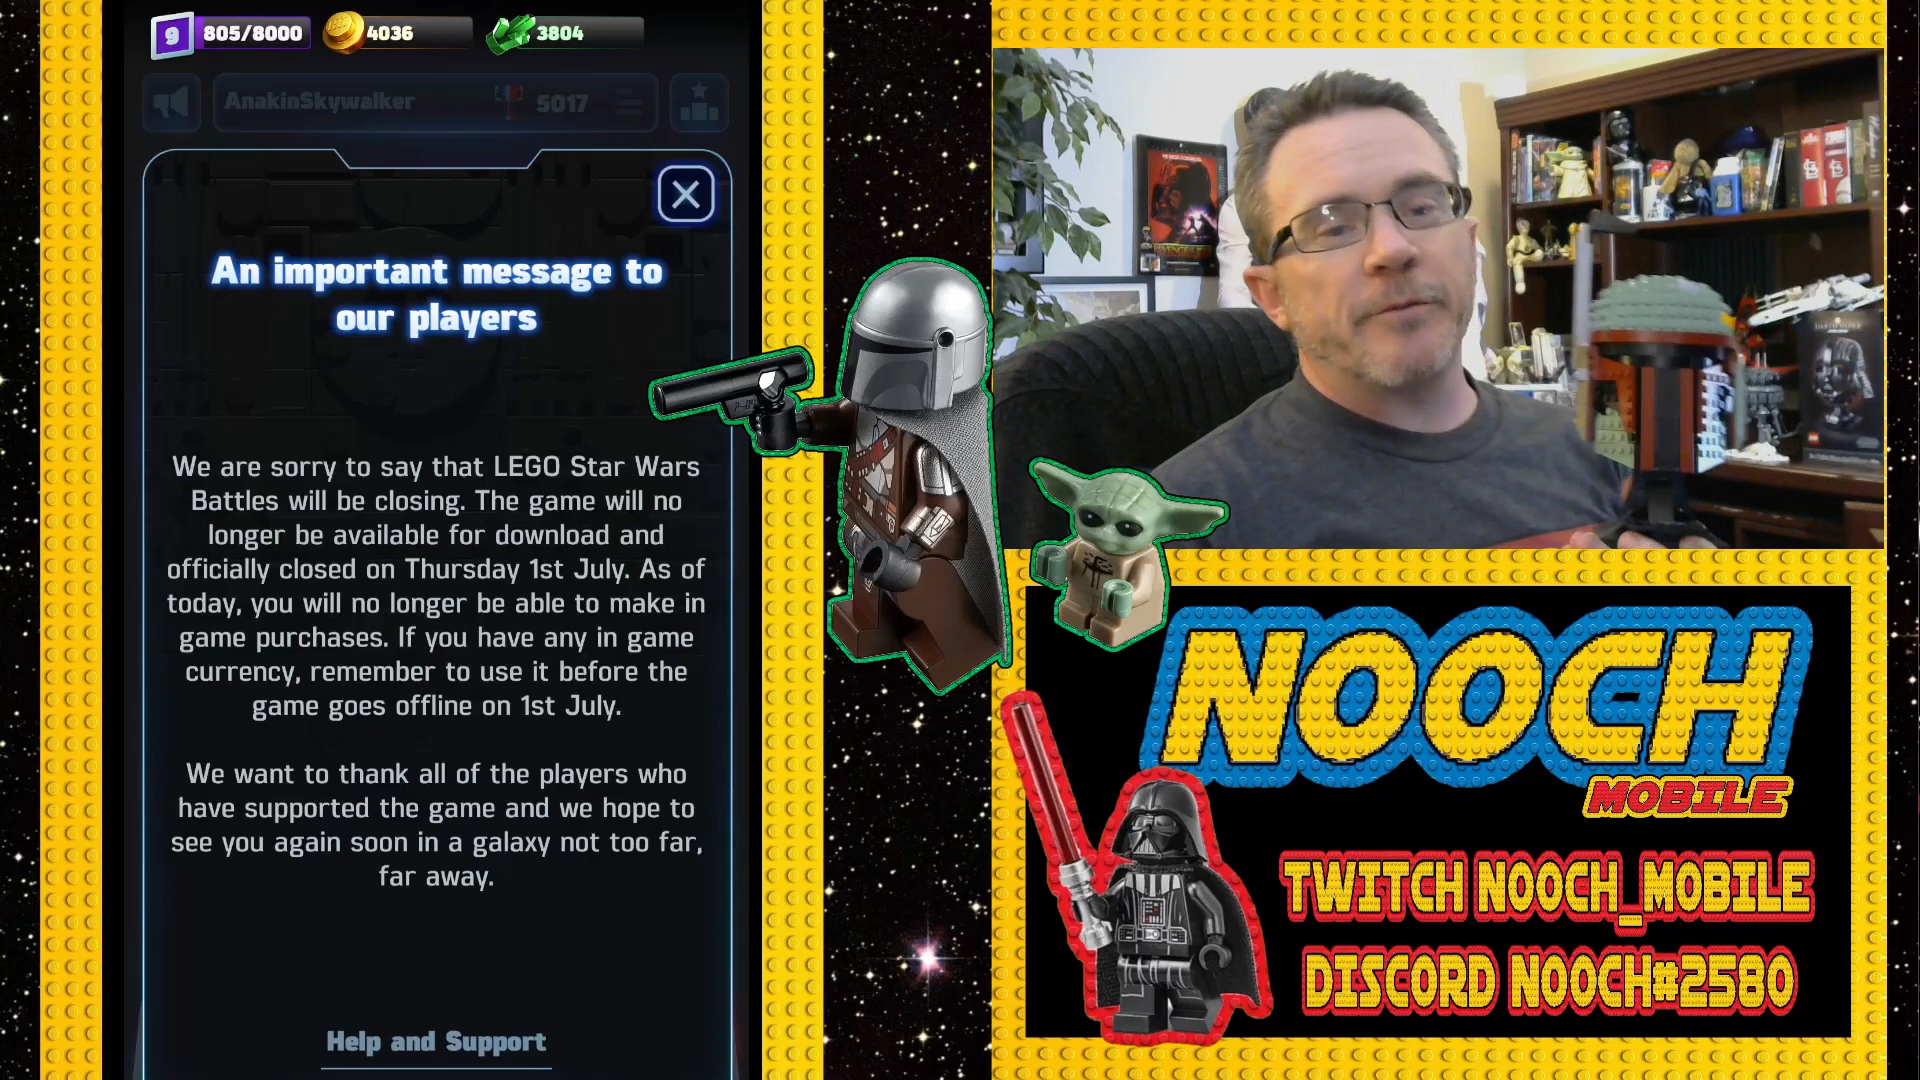 9 805/8000 4036 3804
AnakinSkywalker 5017
An important message to
our players
We are sorry to say that LEGO Star Wars
Battles will be closing. The game will no
longer be available for download and
officially closed on Thursday 1st July. As of
today, you will no longer be able to make in
game purchases. If you have any in game
currency, remember to use it before the
game goes offline on 1st July.
We want to thank all of the players who
have supported the game and we hope to
see you again soon in a galaxy not too far,
far away.
Help and Support
DARTH VADER
NOOCH
MOBILE
TWITCH NOOCH_MOBILE
DISCORD NOOCH#2580